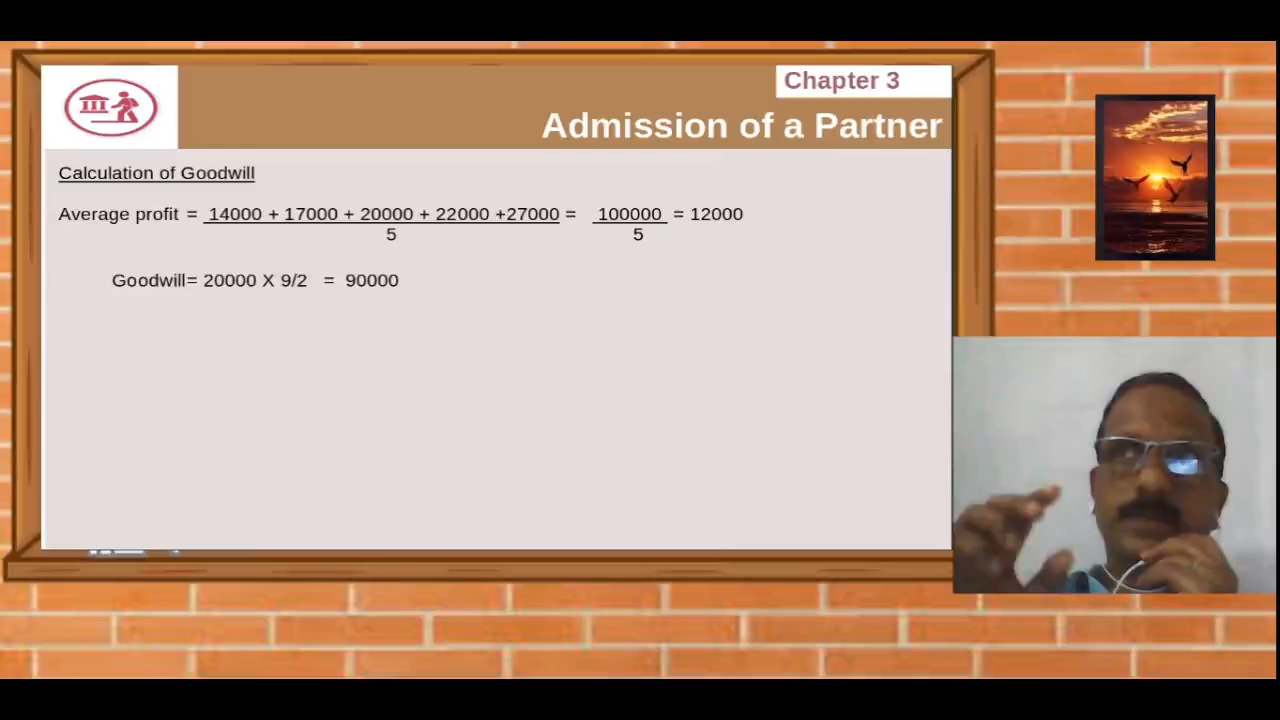 Chapter 3
Admission of a Partner
Calculation of Goodwill
Average profit = 14000 + 17000 + 20000 + 22000 +27000 = 100000 = 12000
5 5
Goodwill= 20000 X 9/2 = 90000